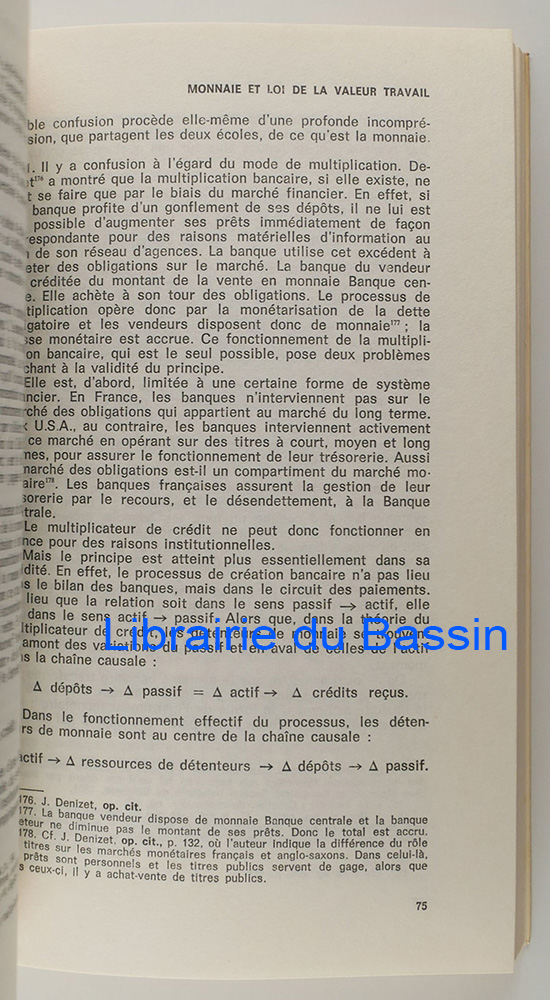 MONNAIE ET LOI DE LA VALEUR TRAVAIL
ble confusion procède elle-même d'une profonde incompré-
sion, que partagent les deux écoles, de ce qu'est la monnaie.
1. Il y a confusion à l'égard du mode de multiplication. De-
et¹⁷⁶ a montré que la multiplication bancaire, si elle existe, ne
t se faire que par le biais du marché financier. En effet, si
banque profite d'un gonflement de ses dépôts, il ne lui est
possible d'augmenter ses prêts immédiatement de façon
respondante pour des raisons matérielles d'information au
de son réseau d'agences. La banque utilise cet excédent à
eter des obligations sur le marché. La banque du vendeur
créditée du montant de la vente en monnaie Banque cen-
e. Elle achète à son tour des obligations. Le processus de
tiplication opère donc par la monétarisation de la dette
gatoire et les vendeurs disposent donc de monnaie¹⁷⁷ ; la
sse monétaire est accrue. Ce fonctionnement de la multipli-
on bancaire, qui est le seul possible, pose deux problèmes
chant à la validité du principe.
Elle est, d'abord, limitée à une certaine forme de système
ncier. En France, les banques n'interviennent pas sur le
ché des obligations qui appartient au marché du long terme.
U.S.A., au contraire, les banques interviennent activement
ce marché en opérant sur des titres à court, moyen et long
mes, pour assurer le fonctionnement de leur trésorerie. Aussi
marché des obligations est-il un compartiment du marché mo-
aire¹⁷⁸. Les banques françaises assurent la gestion de leur
sorerie par le recours, et le désendettement, à la Banque
trale.
Le multiplicateur de crédit ne peut donc fonctionner en
nce pour des raisons institutionnelles.
Mais le principe est atteint plus essentiellement dans sa
idité. En effet, le processus de création bancaire n'a pas lieu
s le bilan des banques, mais dans le circuit des paiements.
lieu que la relation soit dans le sens passif → actif, elle
dans le sens actif → passif. Alors que, dans la théorie du
ltiplicateur de crédit, les détenteurs de monnaie se trouvent
amont des variations du passif et en aval de celles de l'actif
s la chaîne causale :
Librairie du Bassin
Δ dépôts → Δ passif = Δ actif → Δ crédits reçus.
Dans le fonctionnement effectif du processus, les déten-
rs de monnaie sont au centre de la chaîne causale :
actif → Δ ressources de détenteurs → Δ dépôts → Δ passif.
176. J. Denizet, op. cit.
177. La banque vendeur dispose de monnaie Banque centrale et la banque
eteur ne diminue pas le montant de ses prêts. Donc le total est accru.
178. Cf. J. Denizet, op. cit., p. 132, où l'auteur indique la différence du rôle
titres sur les marchés monétaires français et anglo-saxons. Dans celui-là,
prêts sont personnels et les titres publics servent de gage, alors que
s ceux-ci, il y a achat-vente de titres publics.
75